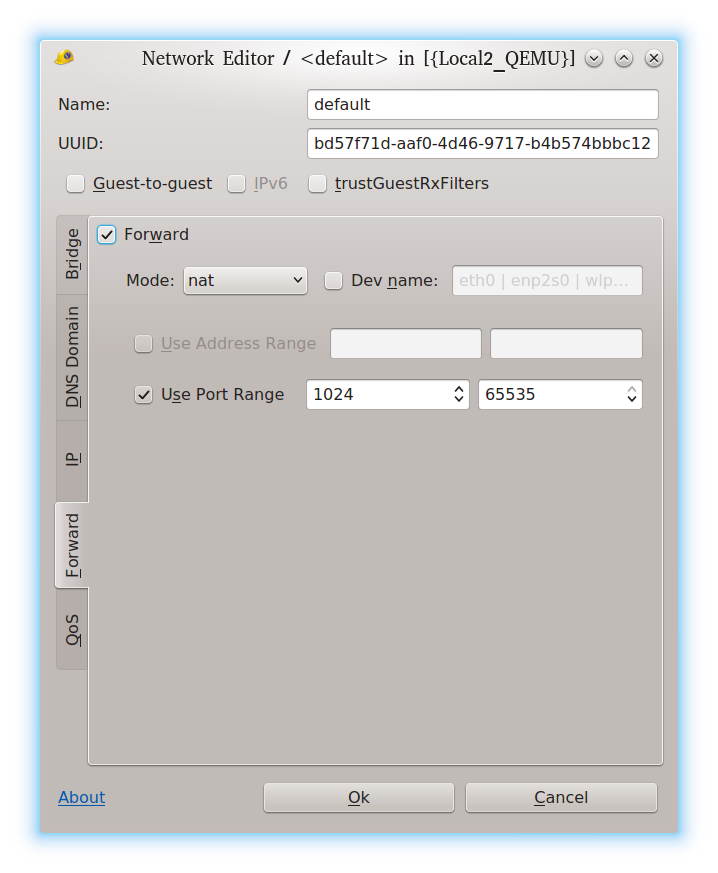 Network Editor / <default> in [{Local2_QEMU}]
Name: default
UUID: bd57f71d-aaf0-4d46-9717-b4b574bbbc12
Guest-to-guest IPv6 trustGuestRxFilters
Bridge
DNS Domain
IP
Forward
QoS
Forward
Mode: nat Dev name: eth0 | enp2s0 | wlp...
Use Address Range
Use Port Range 1024 65535
About Ok Cancel